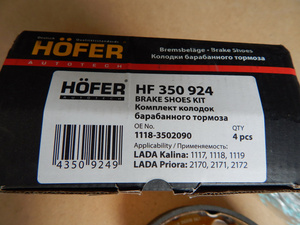 HÖFER
AUTOTECH
Bremsbeläge • Brake Shoes
Колодки барабанного тормоза
HÖFER
AUTOTECH
HF 350 924
BRAKE SHOES KIT
Комплект колодок
барабанного тормоза
OE No.
1118-3502090
QTY
4 pcs
4350 9249
Applicability / Применяемость:
LADA Kalina: 1117, 1118, 1119
LADA Priora: 2170, 2171, 2172